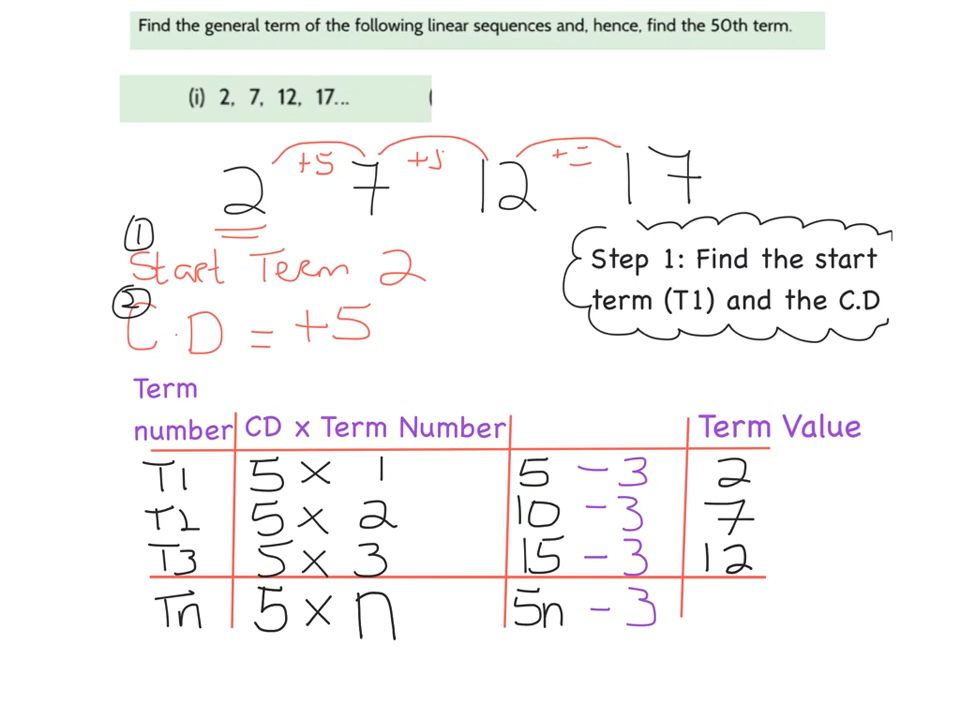 Find the general term of the following linear sequences and, hence, find the 50th term.
(i) 2, 7, 12, 17...
+5 +5 +5
2 7 12 17
1
Start Term 2
2
C.D = +5
Step 1: Find the start
term (T1) and the C.D
Term
number CD x Term Number Term Value
T1 5 × 1 5 - 3 2
T2 5 × 2 10 - 3 7
T3 5 × 3 15 - 3 12
Tn 5 × n 5n - 3